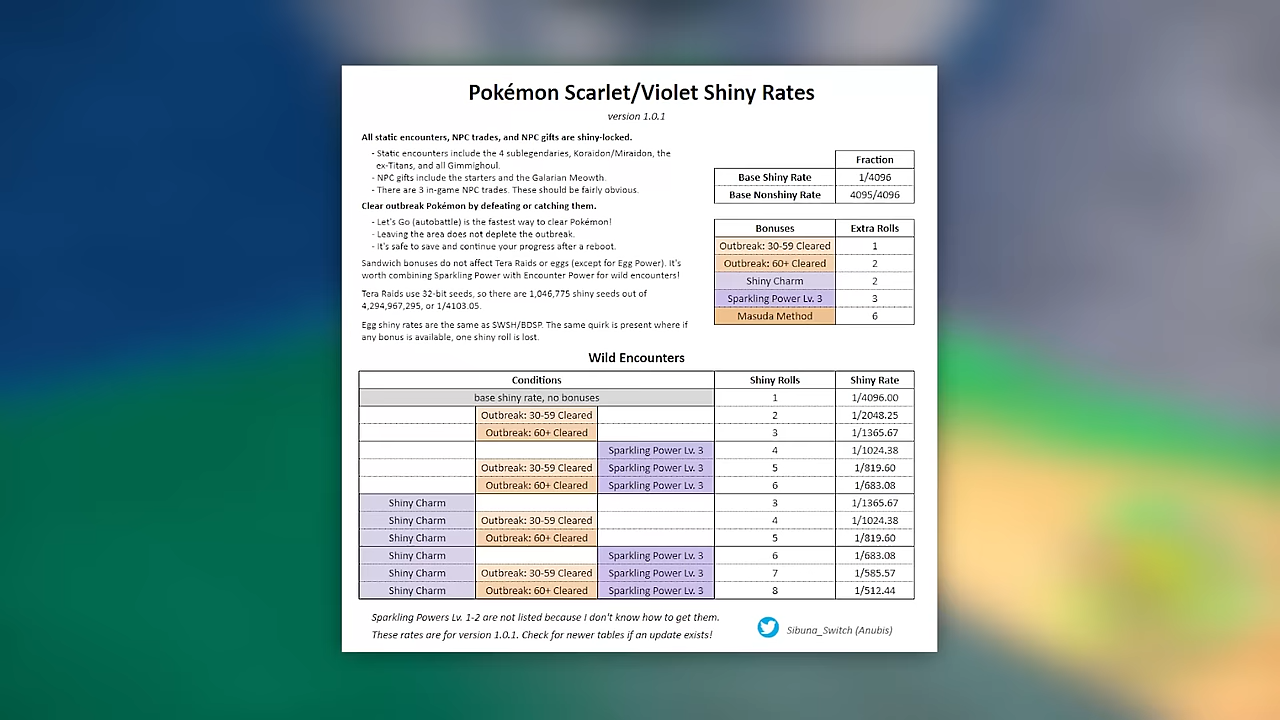 Pokémon Scarlet/Violet Shiny Rates
version 1.0.1
All static encounters, NPC trades, and NPC gifts are shiny-locked.
- Static encounters include the 4 sublegendaries, Koraidon/Miraidon, the
ex-Titans, and all Gimmighoul.
- NPC gifts include the starters and the Galarian Meowth.
- There are 3 in-game NPC trades. These should be fairly obvious.
Clear outbreak Pokémon by defeating or catching them.
- Let's Go (autobattle) is the fastest way to clear Pokémon!
- Leaving the area does not deplete the outbreak.
- It's safe to save and continue your progress after a reboot.
Sandwich bonuses do not affect Tera Raids or eggs (except for Egg Power). It's
worth combining Sparkling Power with Encounter Power for wild encounters!
Tera Raids use 32-bit seeds, so there are 1,046,775 shiny seeds out of
4,294,967,295, or 1/4103.05.
Egg shiny rates are the same as SWSH/BDSP. The same quirk is present where if
any bonus is available, one shiny roll is lost.
Fraction
Base Shiny Rate 1/4096
Base Nonshiny Rate 4095/4096
Bonuses Extra Rolls
Outbreak: 30-59 Cleared 1
Outbreak: 60+ Cleared 2
Shiny Charm 2
Sparkling Power Lv. 3 3
Masuda Method 6
Wild Encounters
Conditions Shiny Rolls Shiny Rate
base shiny rate, no bonuses 1 1/4096.00
Outbreak: 30-59 Cleared 2 1/2048.25
Outbreak: 60+ Cleared 3 1/1365.67
Sparkling Power Lv. 3 4 1/1024.38
Outbreak: 30-59 Cleared Sparkling Power Lv. 3 5 1/819.60
Outbreak: 60+ Cleared Sparkling Power Lv. 3 6 1/683.08
Shiny Charm 3 1/1365.67
Shiny Charm Outbreak: 30-59 Cleared 4 1/1024.38
Shiny Charm Outbreak: 60+ Cleared 5 1/819.60
Shiny Charm Sparkling Power Lv. 3 6 1/683.08
Shiny Charm Outbreak: 30-59 Cleared Sparkling Power Lv. 3 7 1/585.57
Shiny Charm Outbreak: 60+ Cleared Sparkling Power Lv. 3 8 1/512.44
Sparkling Powers Lv. 1-2 are not listed because I don't know how to get them.
These rates are for version 1.0.1. Check for newer tables if an update exists!
Sibuna_Switch (Anubis)